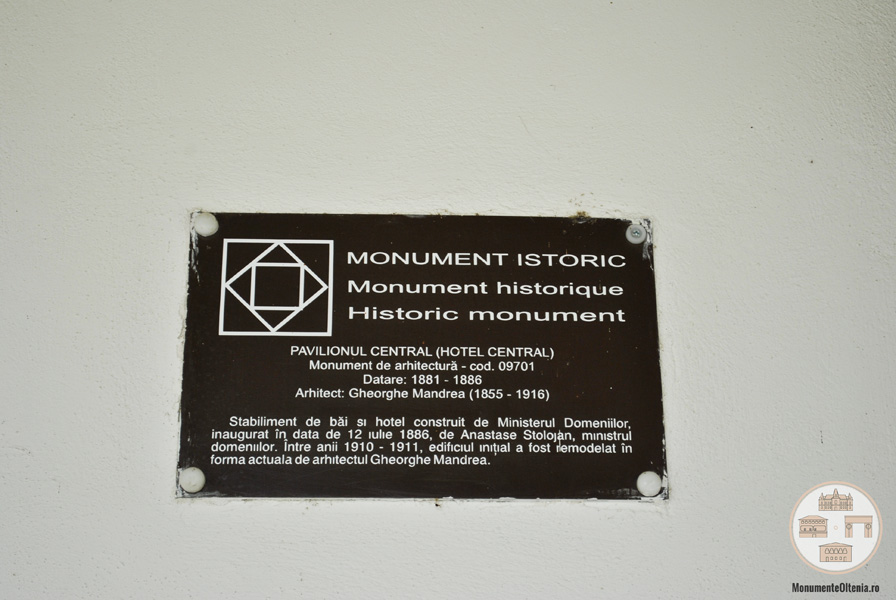 MONUMENT ISTORIC
Monument historique
Historic monument
PAVILIONUL CENTRAL (HOTEL CENTRAL)
Monument de arhitectură - cod. 09701
Datare: 1881 - 1886
Arhitect: Gheorghe Mandrea (1855 - 1916)
Stabiliment de băi si hotel construit de Ministerul Domeniilor,
inaugurat în data de 12 iulie 1886, de Anastase Stolojan, ministrul
domeniilor. Între anii 1910 - 1911, edificiul inițial a fost remodelat în
forma actuala de arhitectul Gheorghe Mandrea.
MonumenteOltenia.ro